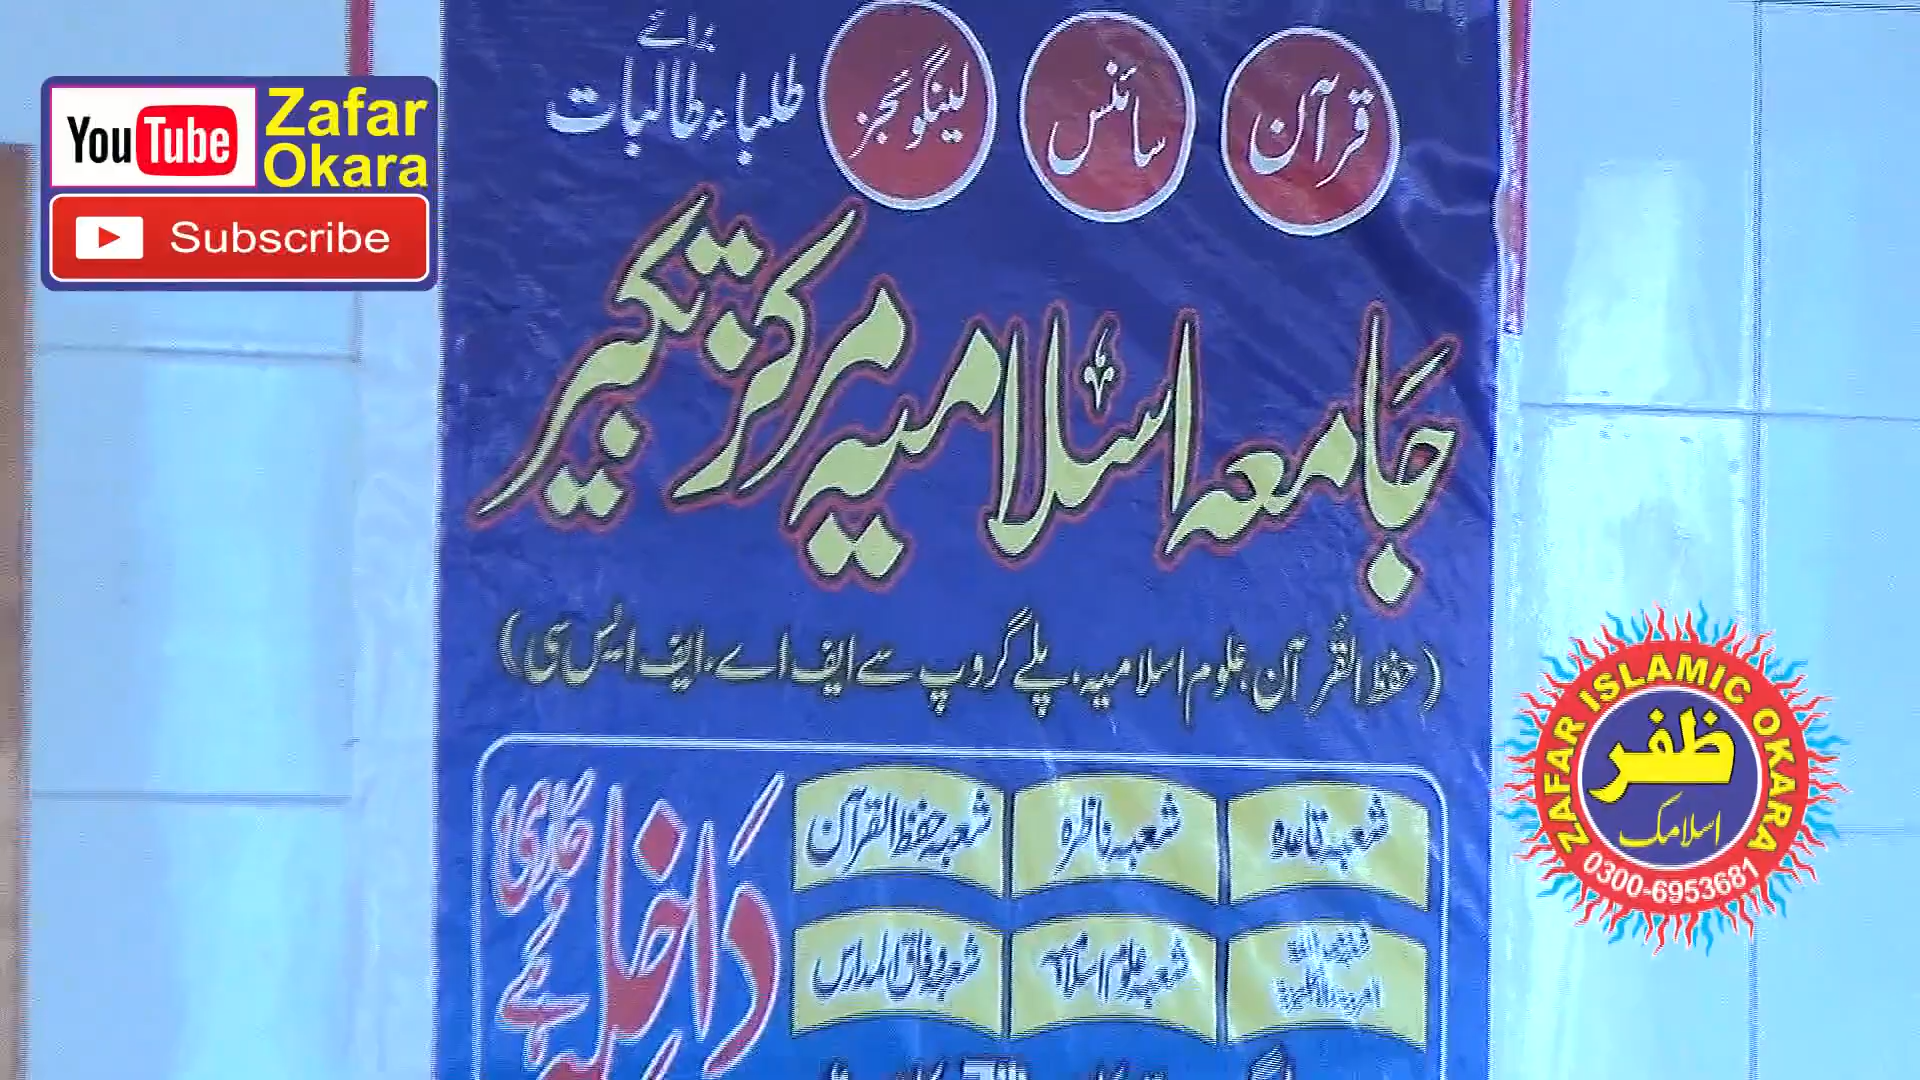 YouTube
Zafar
Okara
Subscribe
قرآن
سائنس
لینگویجز
برائے
طلباء و طالبات
جامعہ اسلامیہ مرکز تکبیر
(حفظ القرآن، علوم اسلامیہ، پلے گروپ سے ایف اے، ایف ایس سی)
داخلہ جاری ہے
شعبہ قاعدہ
شعبہ ناظرہ
شعبہ حفظ القرآن
شعبہ علوم اسلامیہ
شعبہ وفاق المدارس
ZAFAR ISLAMIC OKARA
ظفر
اسلامک
0300-6953681